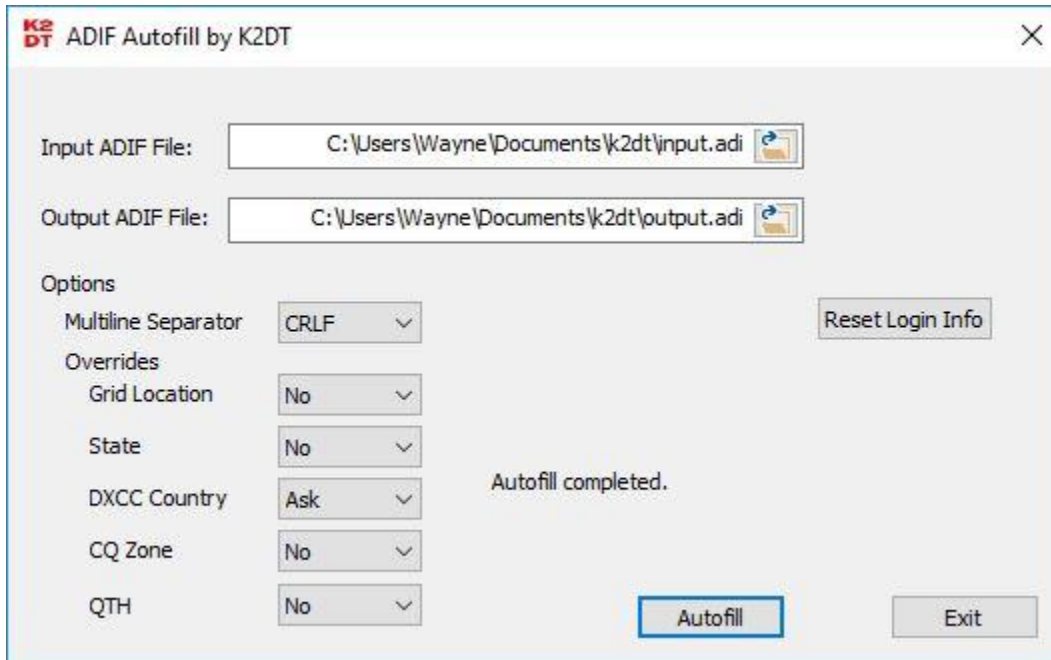 K2
DT
ADIF Autofill by K2DT
Input ADIF File: C:\Users\Wayne\Documents\k2dt\input.adi
Output ADIF File: C:\Users\Wayne\Documents\k2dt\output.adi
Options
Multiline Separator CRLF Reset Login Info
Overrides
Grid Location No
State No
Autofill completed.
DXCC Country Ask
CQ Zone No
QTH No Autofill Exit